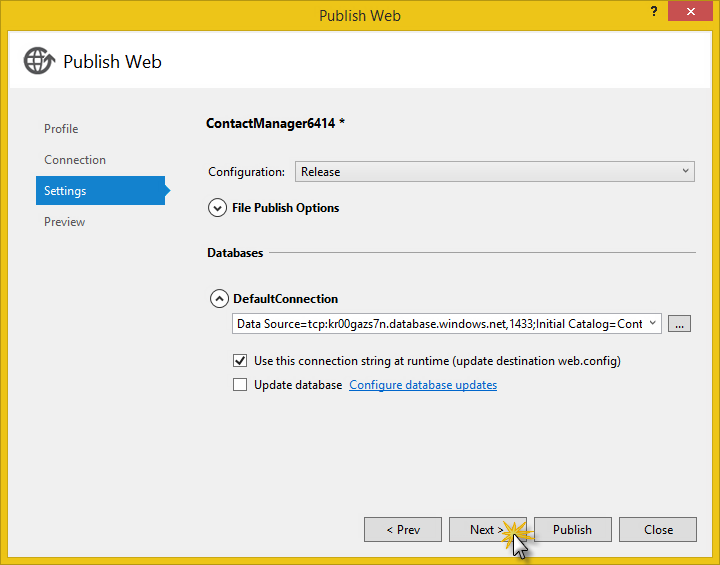 Publish Web
?
Publish Web
Profile
Connection
Settings
Preview
ContactManager6414 *
Configuration: Release
File Publish Options
Databases
DefaultConnection
Data Source=tcp:kr00gazs7n.database.windows.net,1433;Initial Catalog=Cont ...
Use this connection string at runtime (update destination web.config)
Update database Configure database updates
< Prev Next > Publish Close